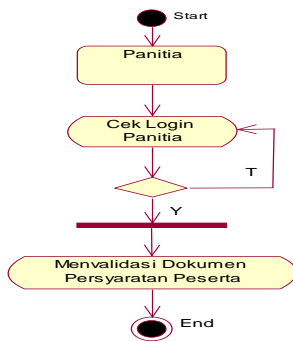 Start
Panitia
Cek Login
Panitia
T
Y
Menvalidasi Dokumen
Persyaratan Peserta
End